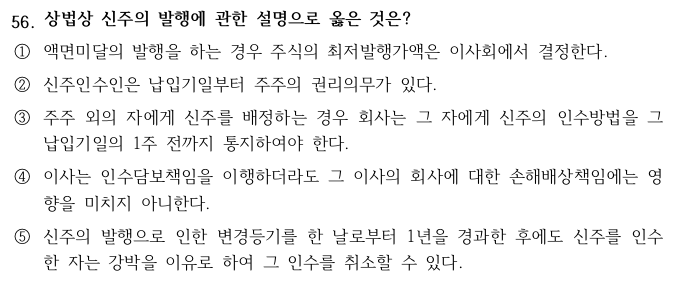 56. 상법상 신주의 발행에 관한 설명으로 옳은 것은?
① 액면미달의 발행을 하는 경우 주식의 최저발행가액은 이사회에서 결정한다.
② 신주인수인은 납입기일부터 주주의 권리의무가 있다.
③ 주주 외의 자에게 신주를 배정하는 경우 회사는 그 자에게 신주의 인수방법을 그
납입기일의 1주 전까지 통지하여야 한다.
④ 이사는 인수담보책임을 이행하더라도 그 이사의 회사에 대한 손해배상책임에는 영
향을 미치지 아니한다.
⑤ 신주의 발행으로 인한 변경등기를 한 날로부터 1년을 경과한 후에도 신주를 인수
한 자는 강박을 이유로 하여 그 인수를 취소할 수 있다.